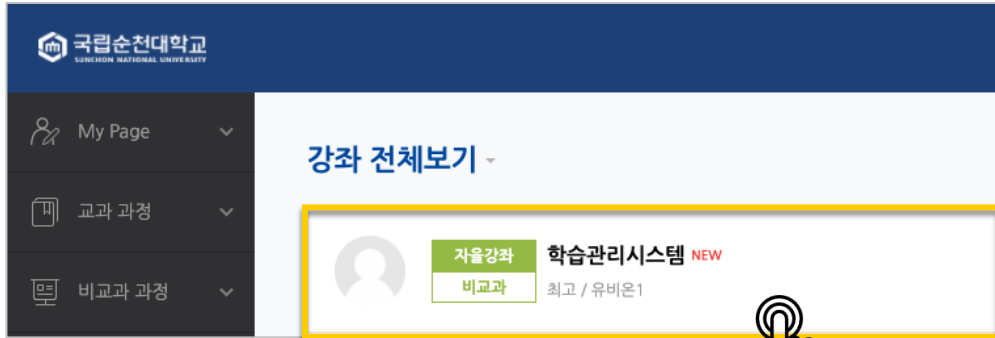 국립순천대학교
SUNCHON NATIONAL UNIVERSITY
My Page
교과 과정
비교과 과정
강좌 전체보기
자율강좌
비교과
학습관리시스템 NEW
최고 / 유비온1